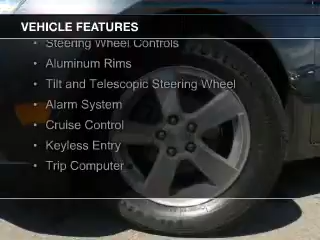 VEHICLE FEATURES
• Steering Wheel Controls
• Aluminum Rims
• Tilt and Telescopic Steering Wheel
• Alarm System
• Cruise Control
• Keyless Entry
• Trip Computer